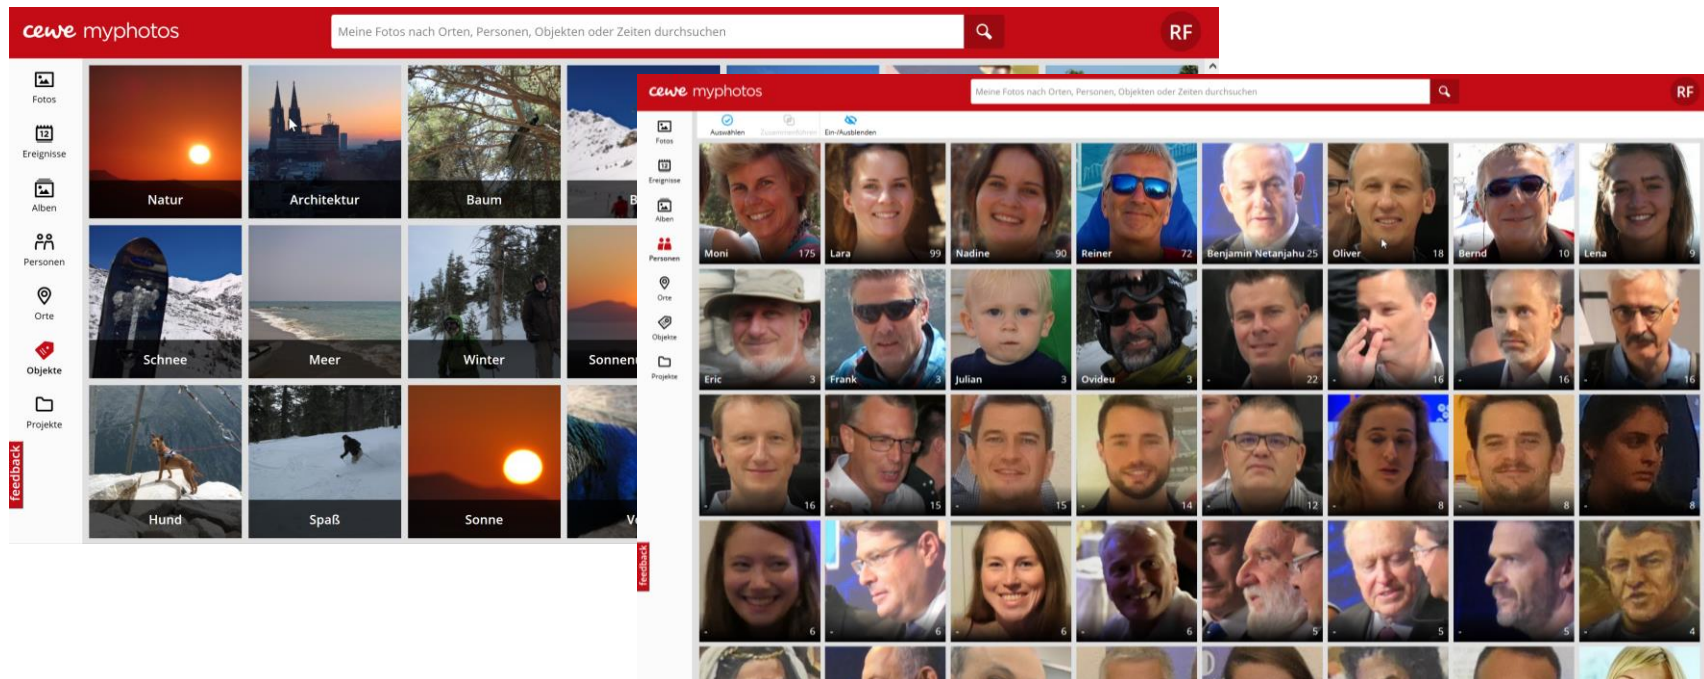 cewe myphotos
Meine Fotos nach Orten, Personen, Objekten oder Zeiten durchsuchen
RF
Fotos
Ereignisse
Alben
Personen
Orte
Objekte
Projekte
feedback
Natur
Architektur
Baum
B
Schnee
Meer
Winter
Sonnenu
Hund
Spaß
Sonne
V
cewe myphotos
Meine Fotos nach Orten, Personen, Objekten oder Zeiten durchsuchen
RF
Fotos
Ereignisse
Alben
Personen
Orte
Objekte
Projekte
feedback
Auswählen Zusammenführen Ein-/Ausblenden
Moni 175 Lara 99 Nadine 90 Reiner 72 Benjamin Netanjahu 25 Oliver 18 Bernd 10 Lena 9
Eric 3 Frank 3 Julian 3 Ovideu 3 - 22 - 16 - 16 - 16
- 16 - 15 - 15 - 14 - 12 - 8 - 8 - 8
- 6 - 6 - 6 - 6 - 5 - 5 - 5 - 4